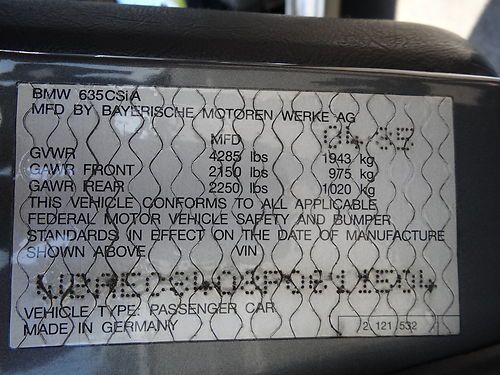 BMW 635CSiA
MFD BY BAYERISCHE MOTOREN WERKE AG
MFD
GVWR 4285 lbs 1943 kg
GAWR FRONT 2150 lbs 975 kg
GAWR REAR 2250 lbs 1020 kg
THIS VEHICLE CONFORMS TO ALL APPLICABLE
FEDERAL MOTOR VEHICLE SAFETY AND BUMPER
STANDARDS IN EFFECT ON THE DATE OF MANUFACTURE
SHOWN ABOVE VIN
VEHICLE TYPE: PASSENGER CAR
MADE IN GERMANY 2 121 532